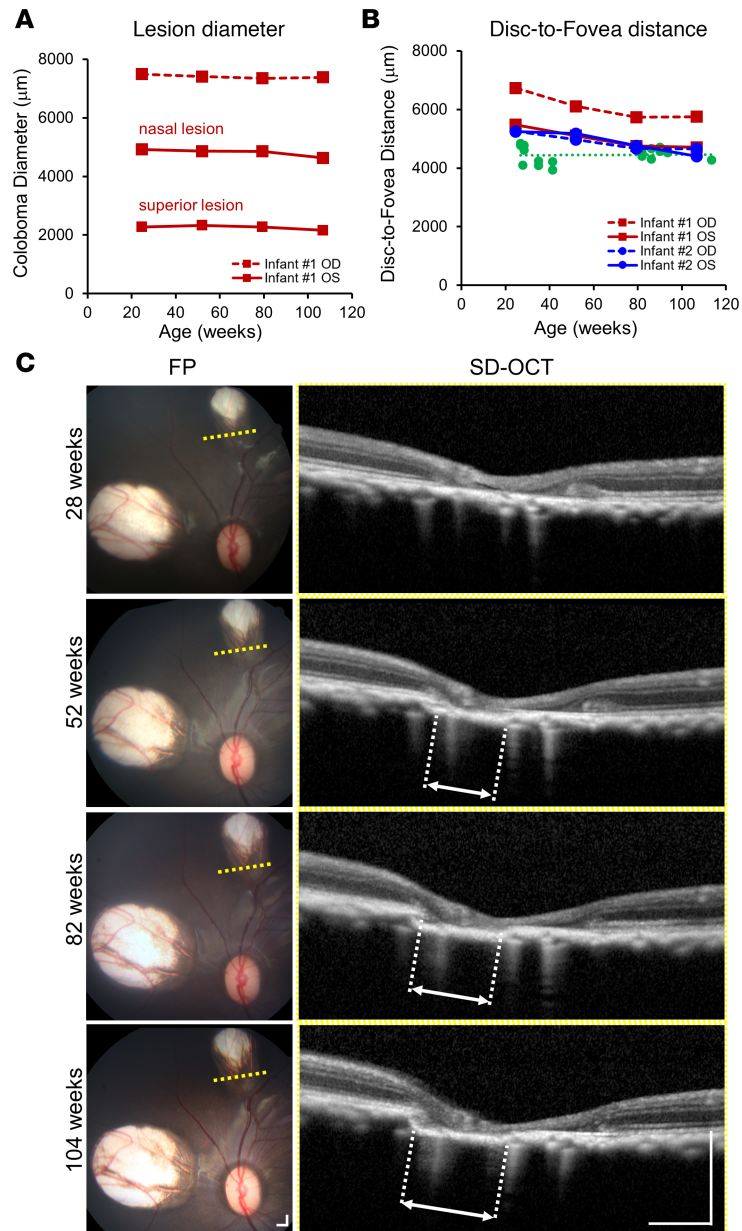 A
Lesion diameter
Coloboma Diameter (μm)
8000
6000
4000
2000
0
nasal lesion
superior lesion
Infant #1 OD
Infant #1 OS
0 20 40 60 80 100 120
Age (weeks)
B
Disc-to-Fovea distance
Disc-to-Fovea Distance (μm)
8000
6000
4000
2000
0
Infant #1 OD
Infant #1 OS
Infant #2 OD
Infant #2 OS
0 20 40 60 80 100 120
Age (weeks)
C
FP
SD-OCT
28 weeks
52 weeks
82 weeks
104 weeks